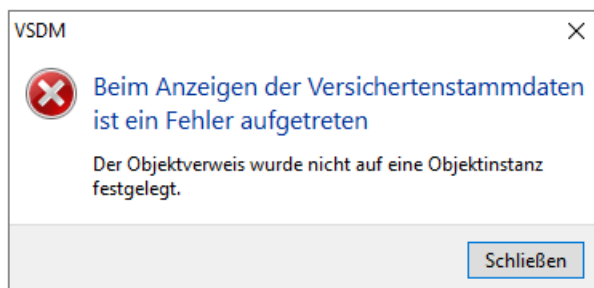 VSDM
Beim Anzeigen der Versichertenstammdaten
ist ein Fehler aufgetreten
Der Objektverweis wurde nicht auf eine Objektinstanz
festgelegt.
Schließen